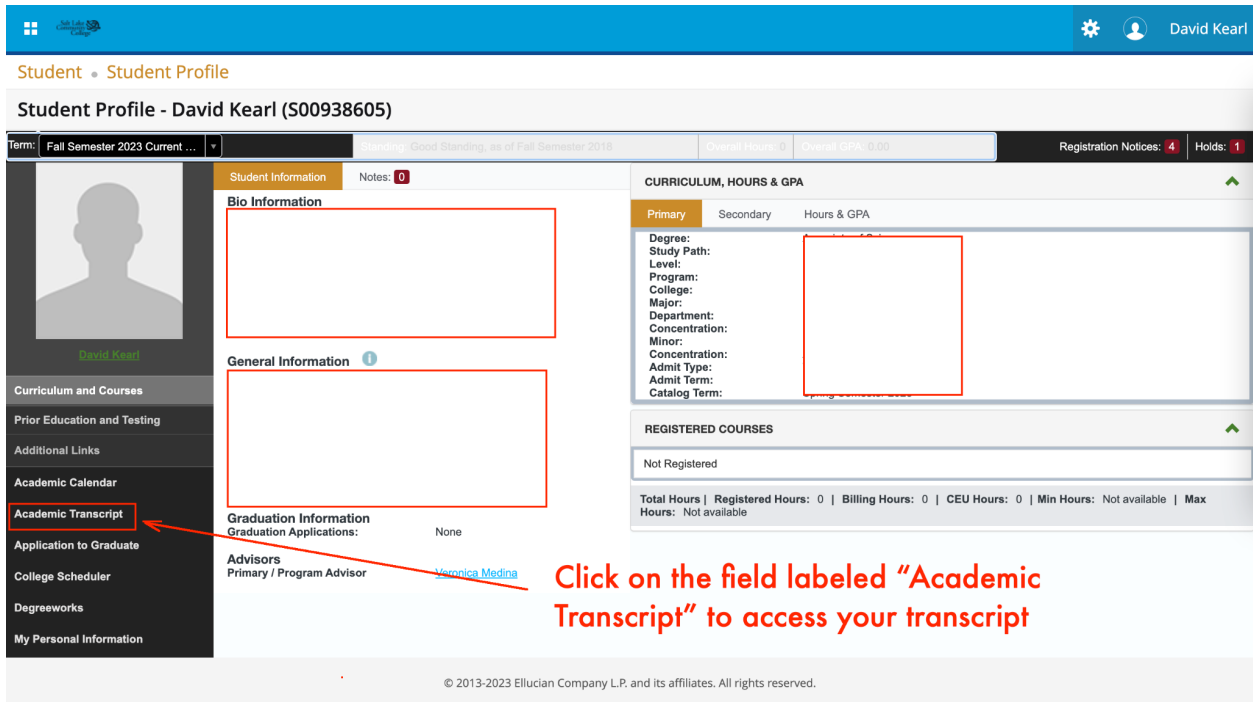 Salt Lake
Community
College
David Kearl
Student • Student Profile
Student Profile - David Kearl (S00938605)
Term: Fall Semester 2023 Current ...
Standing: Good Standing, as of Fall Semester 2018
Overall Hours: 0
Overall GPA: 0.00
Registration Notices: 4
Holds: 1
David Kearl
Curriculum and Courses
Prior Education and Testing
Additional Links
Academic Calendar
Academic Transcript
Application to Graduate
College Scheduler
Degreeworks
My Personal Information
Student Information
Notes: 0
Bio Information
General Information
Graduation Information
Graduation Applications: None
Advisors
Primary / Program Advisor Veronica Medina
CURRICULUM, HOURS & GPA
Primary
Secondary
Hours & GPA
Degree:
Study Path:
Level:
Program:
College:
Major:
Department:
Concentration:
Minor:
Concentration:
Admit Type:
Admit Term:
Catalog Term:
REGISTERED COURSES
Not Registered
Total Hours | Registered Hours: 0 | Billing Hours: 0 | CEU Hours: 0 | Min Hours: Not available | Max
Hours: Not available
Click on the field labeled “Academic
Transcript” to access your transcript
© 2013-2023 Ellucian Company L.P. and its affiliates. All rights reserved.